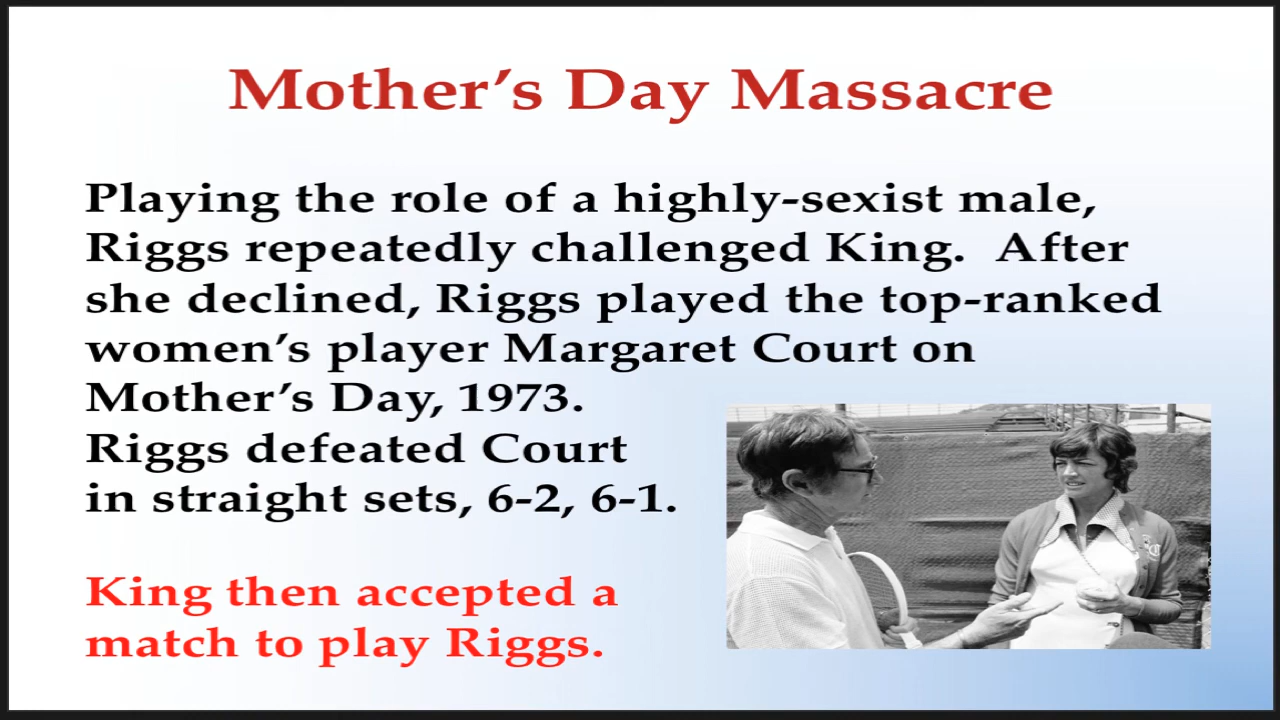 Mother's Day Massacre
Playing the role of a highly-sexist male,
Riggs repeatedly challenged King.  After
she declined, Riggs played the top-ranked
women's player Margaret Court on
Mother's Day, 1973.
Riggs defeated Court
in straight sets, 6-2, 6-1.
King then accepted a
match to play Riggs.